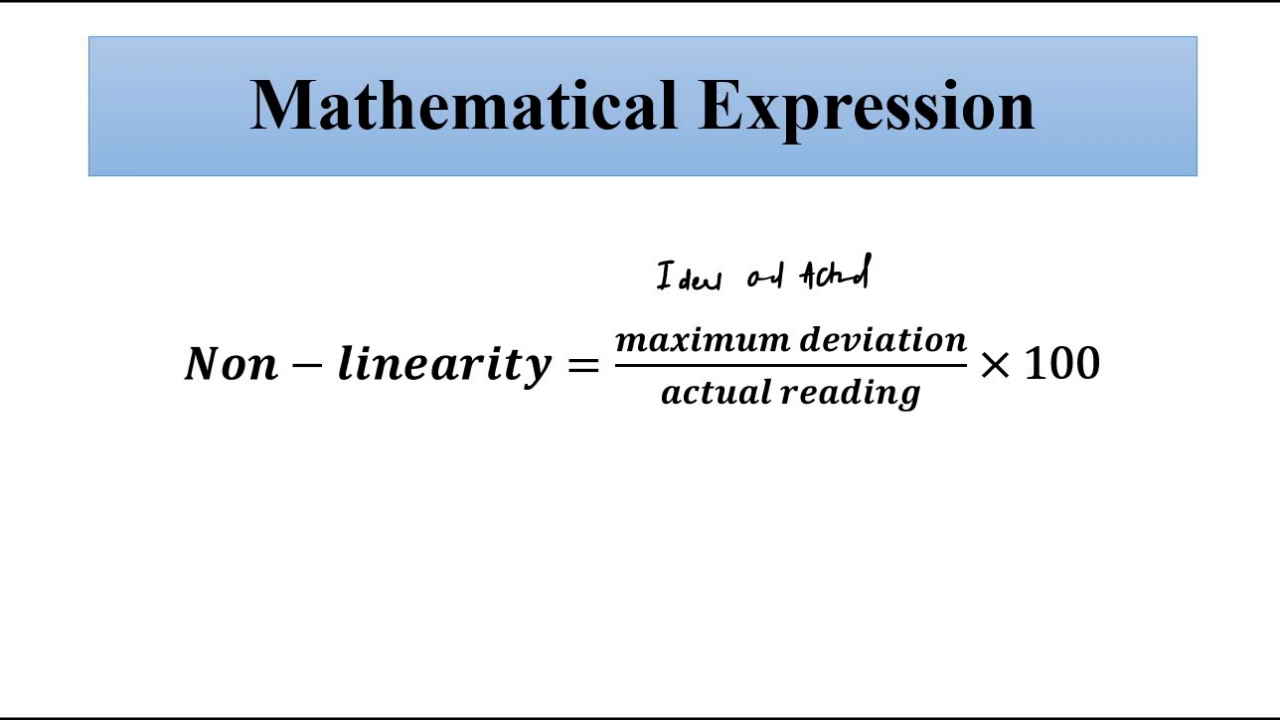 Mathematical Expression
Ideal and Actual
Non − linearity = maximum deviation / actual reading × 100